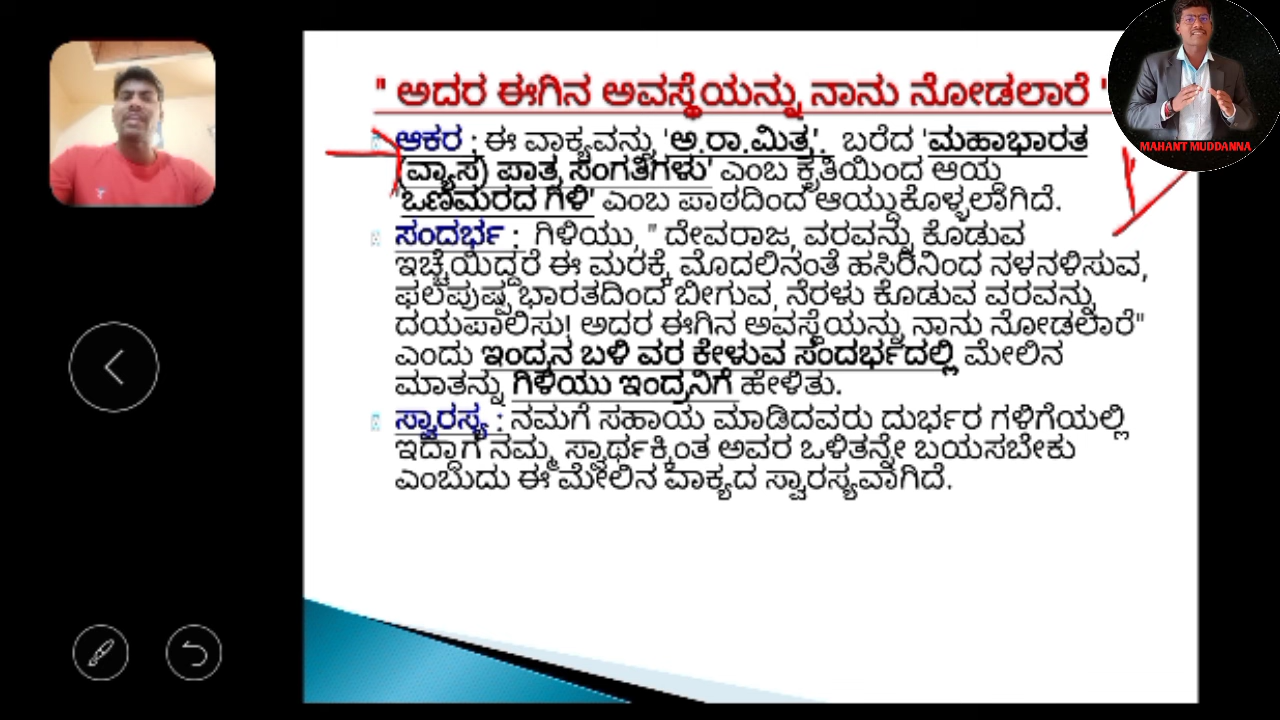 " ಅದರ ಈಗಿನ ಅವಸ್ಥೆಯನ್ನು ನಾನು ನೋಡಲಾರೆ "
ಆಕರ : ಈ ವಾಕ್ಯವನ್ನು 'ಅ.ರಾ.ಮಿತ್ರ'. ಬರೆದ 'ಮಹಾಭಾರತ
(ವ್ಯಾಸ) ಪಾತ್ರ ಸಂಗತಿಗಳು' ಎಂಬ ಕೃತಿಯಿಂದ ಆಯ್ದ
'ಒಣಮರದ ಗಿಳಿ' ಎಂಬ ಪಾಠದಿಂದ ಆಯ್ದುಕೊಳ್ಳಲಾಗಿದೆ.
ಸಂದರ್ಭ : ಗಿಳಿಯು, " ದೇವರಾಜ, ವರವನ್ನು ಕೊಡುವ
ಇಚ್ಛೆಯಿದ್ದರೆ ಈ ಮರಕ್ಕೆ ಮೊದಲಿನಂತೆ ಹಸಿರಿನಿಂದ ನಳನಳಿಸುವ,
ಫಲಪುಷ್ಪ ಭಾರತದಿಂದ ಬೀಗುವ, ನೆರಳು ಕೊಡುವ ವರವನ್ನು
ದಯಪಾಲಿಸು! ಅದರ ಈಗಿನ ಅವಸ್ಥೆಯನ್ನು ನಾನು ನೋಡಲಾರೆ"
ಎಂದು ಇಂದ್ರನ ಬಳಿ ವರ ಕೇಳುವ ಸಂದರ್ಭದಲ್ಲಿ ಮೇಲಿನ
ಮಾತನ್ನು ಗಿಳಿಯು ಇಂದ್ರನಿಗೆ ಹೇಳಿತು.
ಸ್ವಾರಸ್ಯ : ನಮಗೆ ಸಹಾಯ ಮಾಡಿದವರು ದುರ್ಭರ ಗಳಿಗೆಯಲ್ಲಿ
ಇದ್ದಾಗ ನಮ್ಮ ಸ್ವಾರ್ಥಕ್ಕಿಂತ ಅವರ ಒಳಿತನ್ನೇ ಬಯಸಬೇಕು
ಎಂಬುದು ಈ ಮೇಲಿನ ವಾಕ್ಯದ ಸ್ವಾರಸ್ಯವಾಗಿದೆ.
MAHANT MUDDANNA